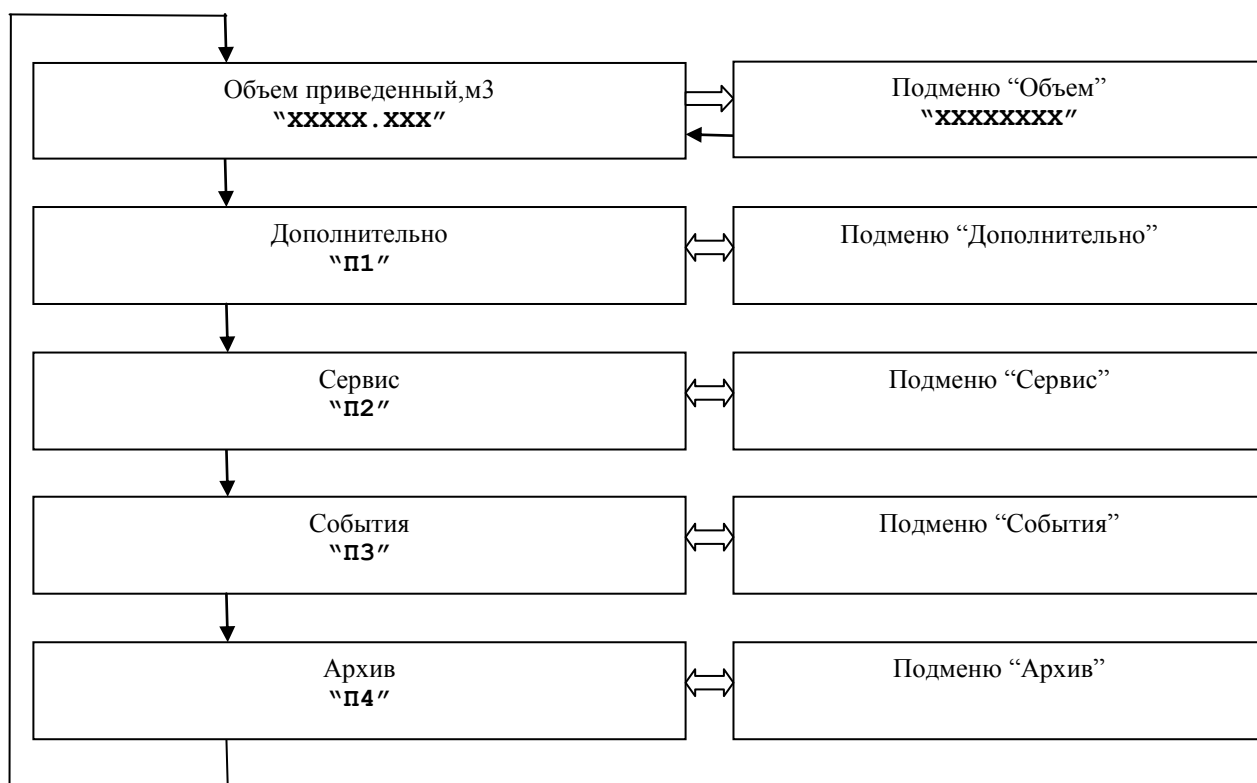 Объем приведенный,м3
“XXXXX.XXX”
Подменю “Объем”
“XXXXXXXX”
Дополнительно
“П1”
Подменю “Дополнительно”
Сервис
“П2”
Подменю “Сервис”
События
“П3”
Подменю “События”
Архив
“П4”
Подменю “Архив”